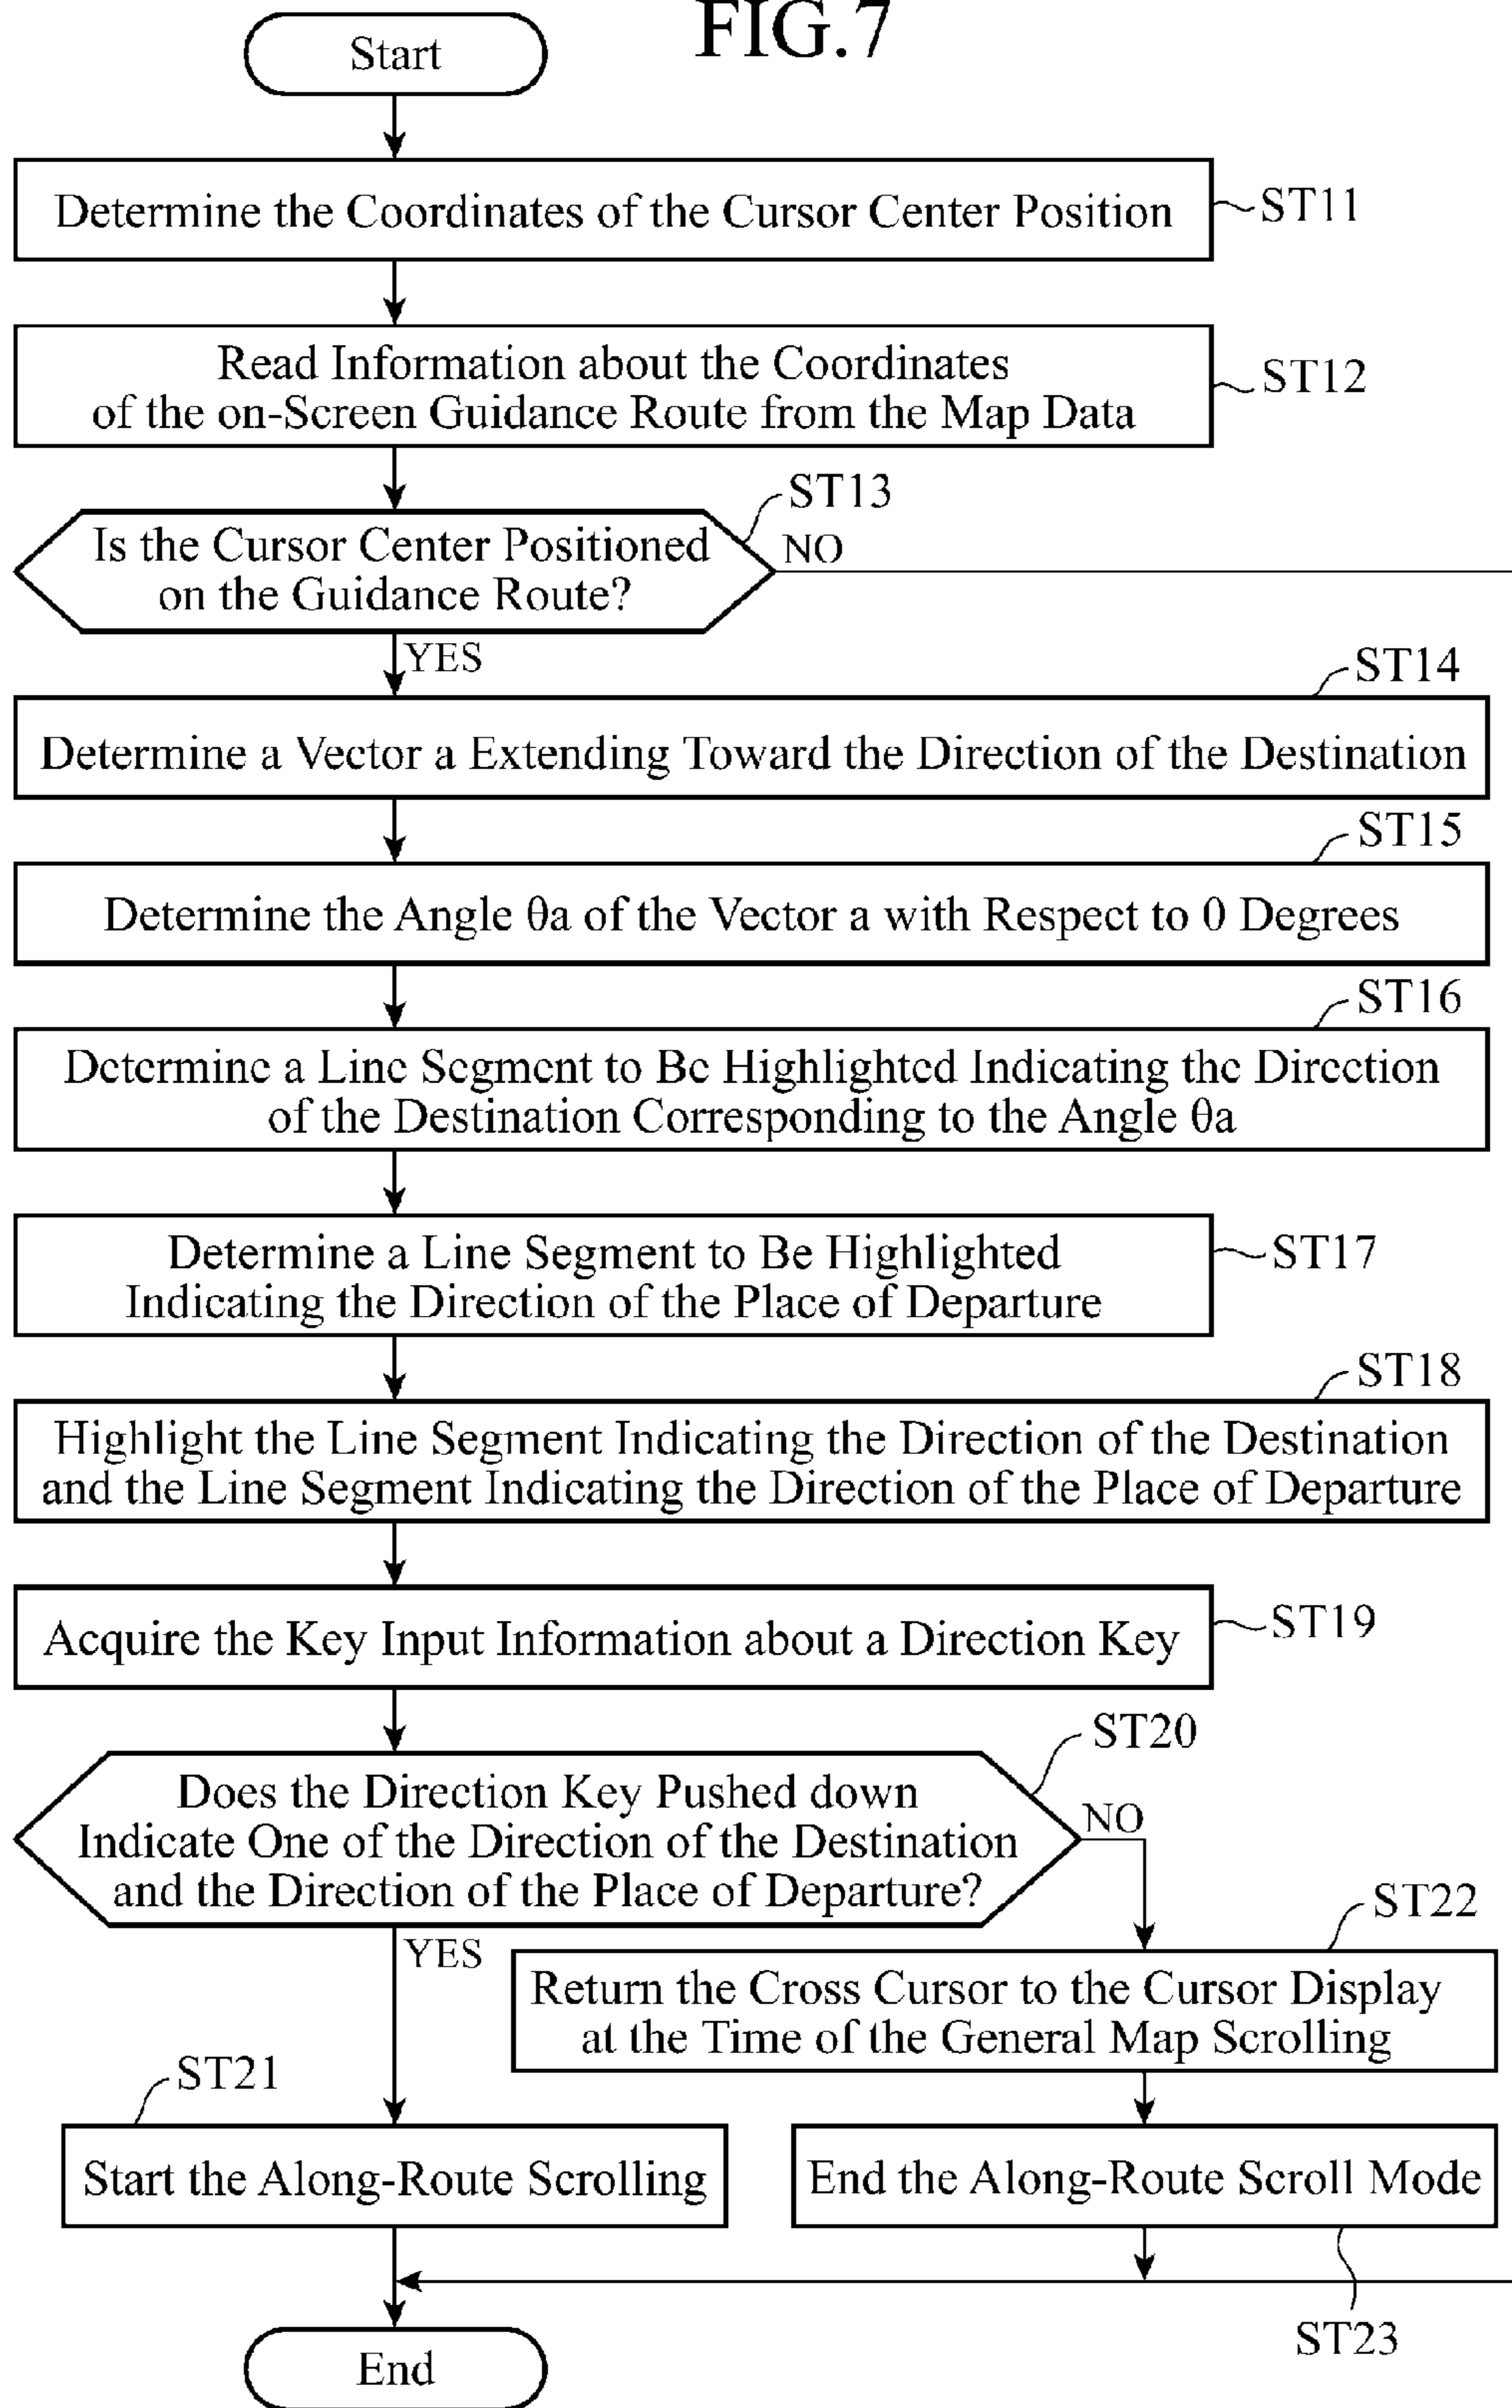 FIG.7
Start
Determine the Coordinates of the Cursor Center Position
ST11
Read Information about the Coordinates
of the on-Screen Guidance Route from the Map Data
ST12
ST13
Is the Cursor Center Positioned
on the Guidance Route?
NO
YES
ST14
Determine a Vector a Extending Toward the Direction of the Destination
ST15
Determine the Angle θa of the Vector a with Respect to 0 Degrees
ST16
Determine a Line Segment to Be Highlighted Indicating the Direction
of the Destination Corresponding to the Angle θa
Determine a Line Segment to Be Highlighted
Indicating the Direction of the Place of Departure
ST17
ST18
Highlight the Line Segment Indicating the Direction of the Destination
and the Line Segment Indicating the Direction of the Place of Departure
Acquire the Key Input Information about a Direction Key
ST19
ST20
Does the Direction Key Pushed down
Indicate One of the Direction of the Destination
and the Direction of the Place of Departure?
NO
YES
ST22
Return the Cross Cursor to the Cursor Display
at the Time of the General Map Scrolling
ST21
Start the Along-Route Scrolling
End the Along-Route Scroll Mode
ST23
End